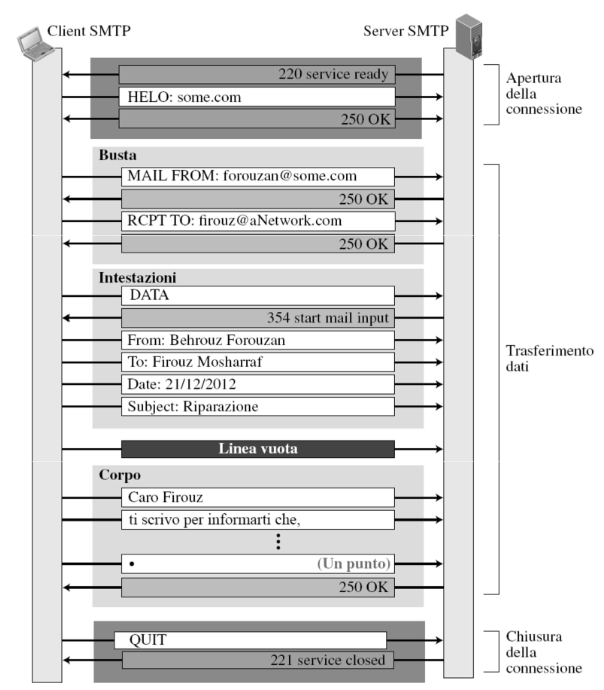 Client SMTP
Server SMTP
220 service ready
HELO: some.com
250 OK
Apertura
della
connessione
Busta
MAIL FROM: forouzan@some.com
250 OK
RCPT TO: firouz@aNetwork.com
250 OK
Intestazioni
DATA
354 start mail input
From: Behrouz Forouzan
To: Firouz Mosharraf
Date: 21/12/2012
Subject: Riparazione
Trasferimento
dati
Linea vuota
Corpo
Caro Firouz
ti scrivo per informarti che,
⋮
• (Un punto)
250 OK
QUIT
221 service closed
Chiusura
della
connessione